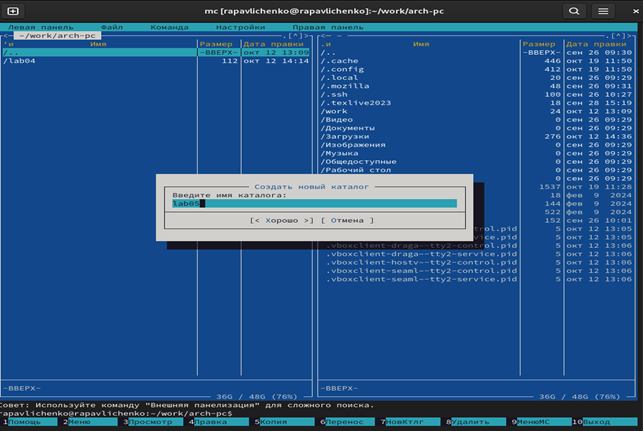 mc [rapavlichenko@rapavlichenko]:~/work/arch-pc
Левая панель Файл Команда Настройки Правая панель
<- ~/work/arch-pc .[^]>
'и Имя Размер Дата правки
/.. -ВВЕРХ- окт 12 13:09
/lab04 112 окт 12 14:14
-ВВЕРХ-
36G / 48G (76%)
<- ~ .[^]>
.и Имя Размер Дата правки
/.. -ВВЕРХ- сен 26 09:30
/.cache 446 окт 19 11:50
/.config 412 окт 19 11:50
/.local 20 сен 26 09:29
/.mozilla 48 сен 26 09:31
/.ssh 100 сен 26 10:27
/.texlive2023 18 сен 28 15:19
/work 24 окт 12 13:09
/Видео 0 сен 26 09:29
/Документы 0 сен 26 09:29
/Загрузки 276 окт 12 14:36
/Изображения 0 сен 26 09:29
/Музыка 0 сен 26 09:29
/Общедоступные 0 сен 26 09:29
/Рабочий стол 0 сен 26 09:29
0 сен 26 09:29
1537 окт 19 11:28
18 фев 9 2024
144 фев 9 2024
522 фев 9 2024
152 сен 26 10:01
control.pid 5 окт 12 13:05
service.pid 5 окт 12 13:05
.vboxclient-draga--tty2-control.pid 5 окт 12 13:06
.vboxclient-draga--tty2-service.pid 5 окт 12 13:06
.vboxclient-hostv--tty2-control.pid 5 окт 12 13:06
.vboxclient-seaml--tty2-control.pid 5 окт 12 13:06
.vboxclient-seaml--tty2-service.pid 5 окт 12 13:06
-ВВЕРХ-
36G / 48G (76%)
Создать новый каталог
Введите имя каталога:
lab05
[< Хорошо >] [ Отмена ]
Совет: Используйте команду "Внешняя панелизация" для сложного поиска.
rapavlichenko@rapavlichenko:~/work/arch-pc$
1Помощь 2Меню 3Просмотр 4Правка 5Копия 6Перенос 7НовКтлг 8Удалить 9МенюMC 10Выход